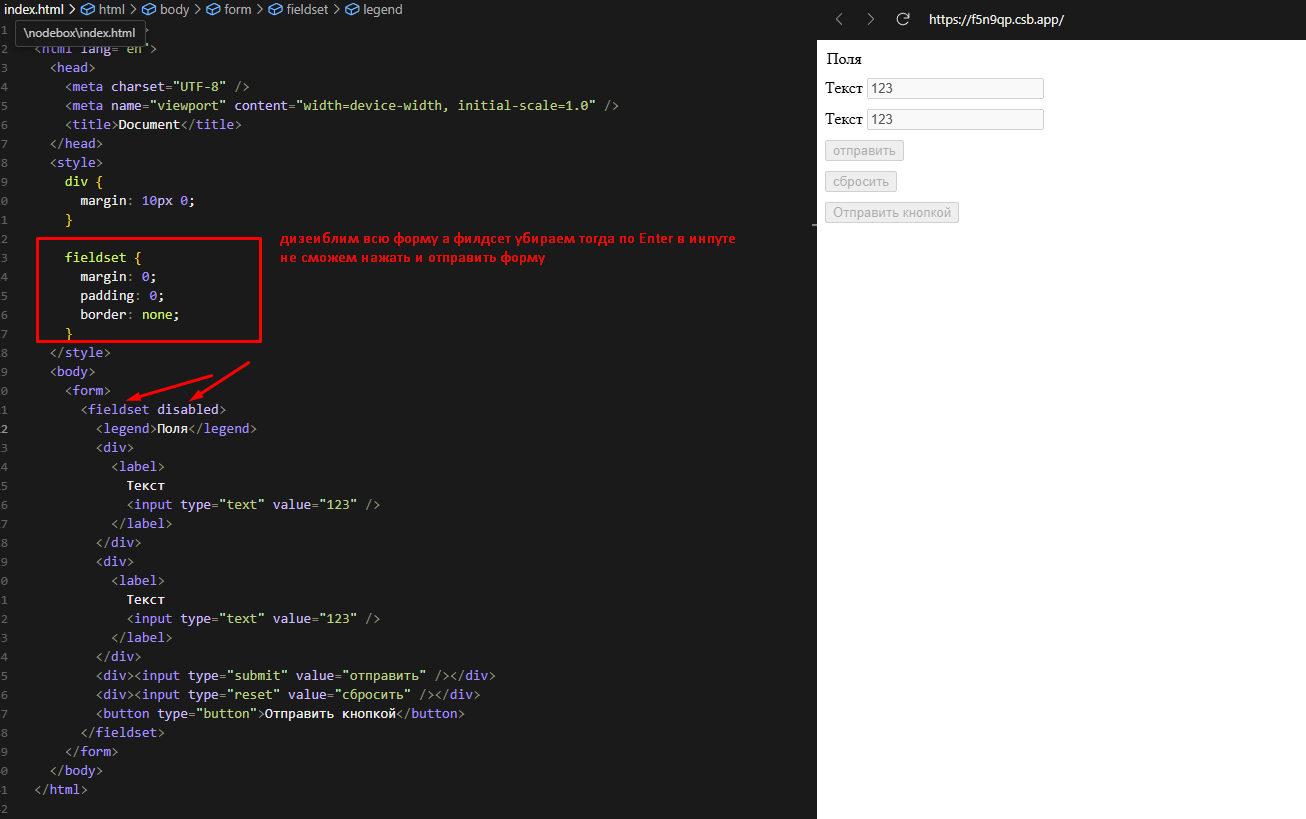 index.html > html > body > form > fieldset > legend
https://f5n9qp.csb.app/
\nodebox\index.html
1
2 <html lang="en">
3 <head>
4 <meta charset="UTF-8" />
5 <meta name="viewport" content="width=device-width, initial-scale=1.0" />
6 <title>Document</title>
7 </head>
8 <style>
9 div {
0 margin: 10px 0;
1 }
2
3 fieldset {
4 margin: 0;
5 padding: 0;
6 border: none;
7 }
8 </style>
9 <body>
0 <form>
1 <fieldset disabled>
2 <legend>Поля</legend>
3 <div>
4 <label>
5 Текст
6 <input type="text" value="123" />
7 </label>
8 </div>
9 <div>
0 <label>
1 Текст
2 <input type="text" value="123" />
3 </label>
4 </div>
5 <div><input type="submit" value="отправить" /></div>
6 <div><input type="reset" value="сбросить" /></div>
7 <button type="button">Отправить кнопкой</button>
8 </fieldset>
9 </form>
0 </body>
1 </html>
2
дизеиблим всю форму а филдсет убираем тогда по Enter в инпуте
не сможем нажать и отправить форму
Поля
Текст 123
Текст 123
отправить
сбросить
Отправить кнопкой